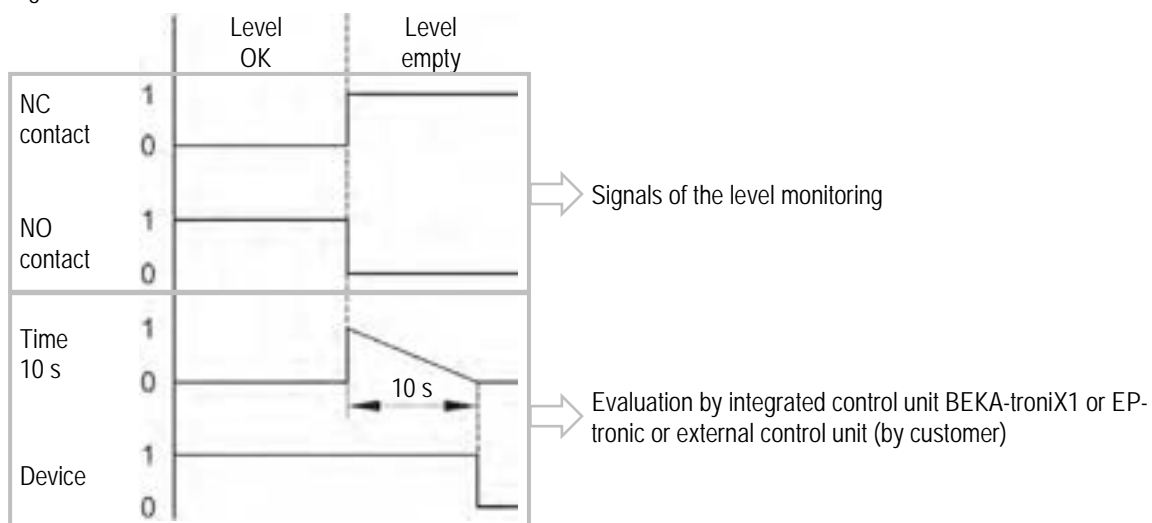 Level
OK
Level
empty
NC
contact
1
0
Signals of the level monitoring
NO
contact
1
0
Time
10 s
1
0
10 s
Evaluation by integrated control unit BEKA-troniX1 or EP-
tronic or external control unit (by customer)
Device
1
0